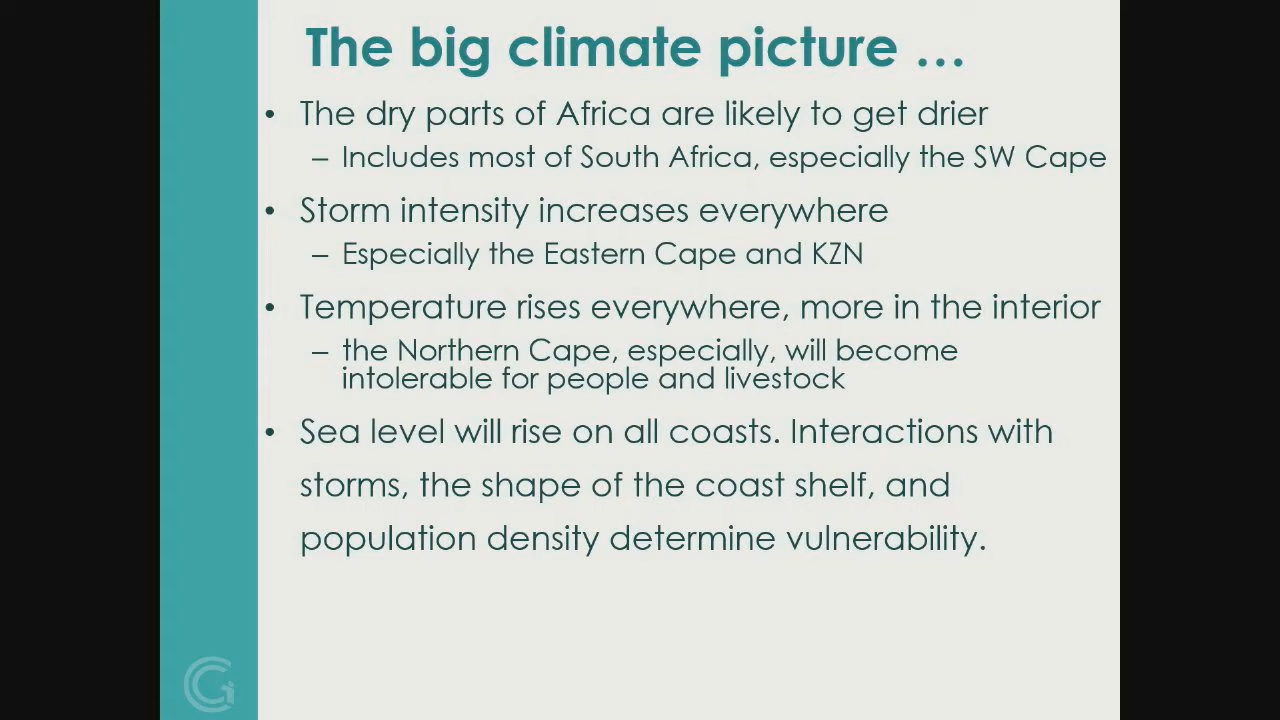 The big climate picture …
• The dry parts of Africa are likely to get drier
– Includes most of South Africa, especially the SW Cape
• Storm intensity increases everywhere
– Especially the Eastern Cape and KZN
• Temperature rises everywhere, more in the interior
– the Northern Cape, especially, will become
intolerable for people and livestock
• Sea level will rise on all coasts. Interactions with
storms, the shape of the coast shelf, and
population density determine vulnerability.